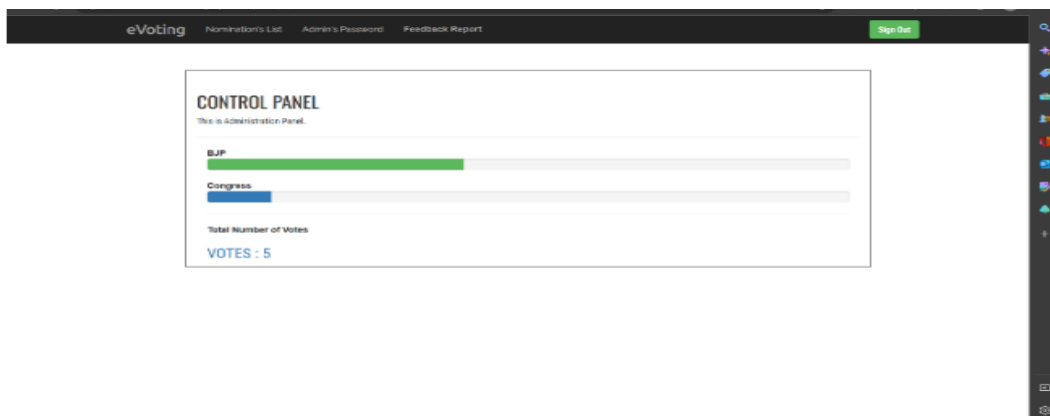 eVoting Nomination's List Admin's Password Feedback Report Sign Out
CONTROL PANEL
This is Administration Panel.
BJP
Congress
Total Number of Votes
VOTES : 5